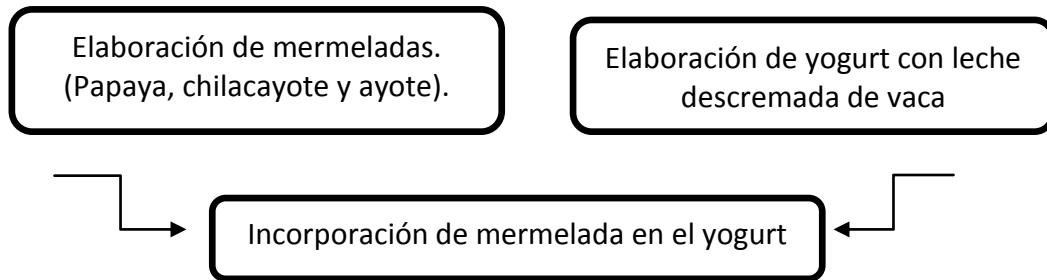 Elaboración de mermeladas.
(Papaya, chilacayote y ayote).
Elaboración de yogurt con leche
descremada de vaca
Incorporación de mermelada en el yogurt